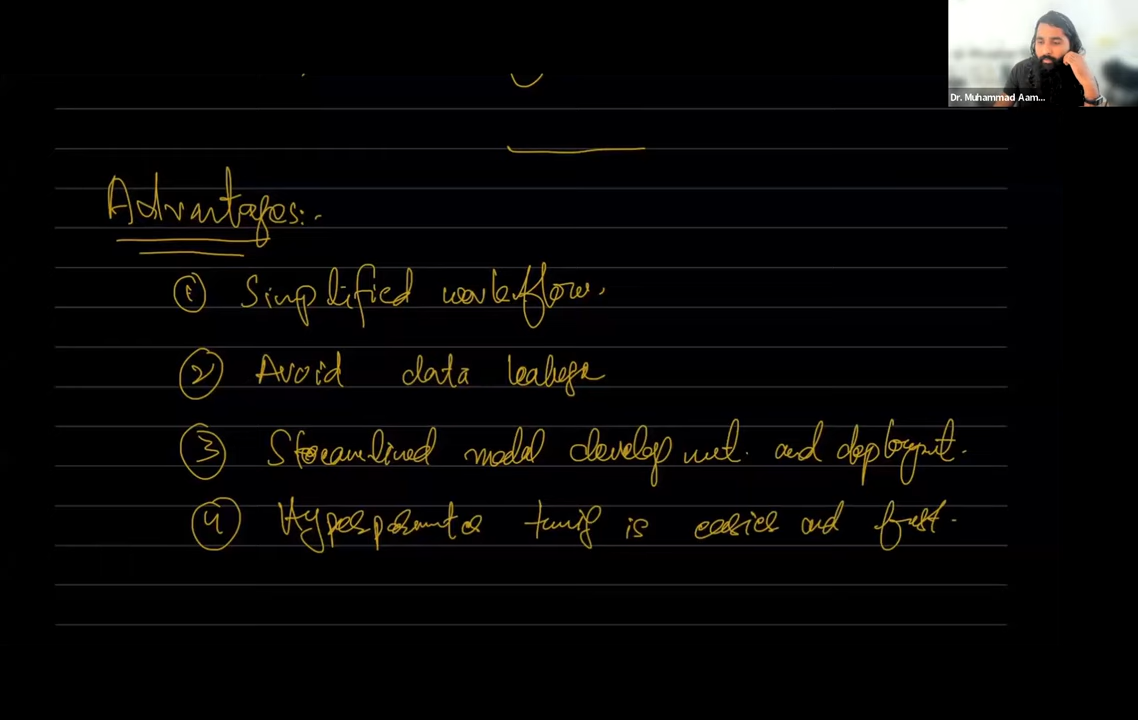 Dr. Muhammad Aam...
Advantages:-
① Simplified workflow.
② Avoid data leakage
③ Streamlined model development. and deployment.
④ Hyperparameter tuning is easier and fast.